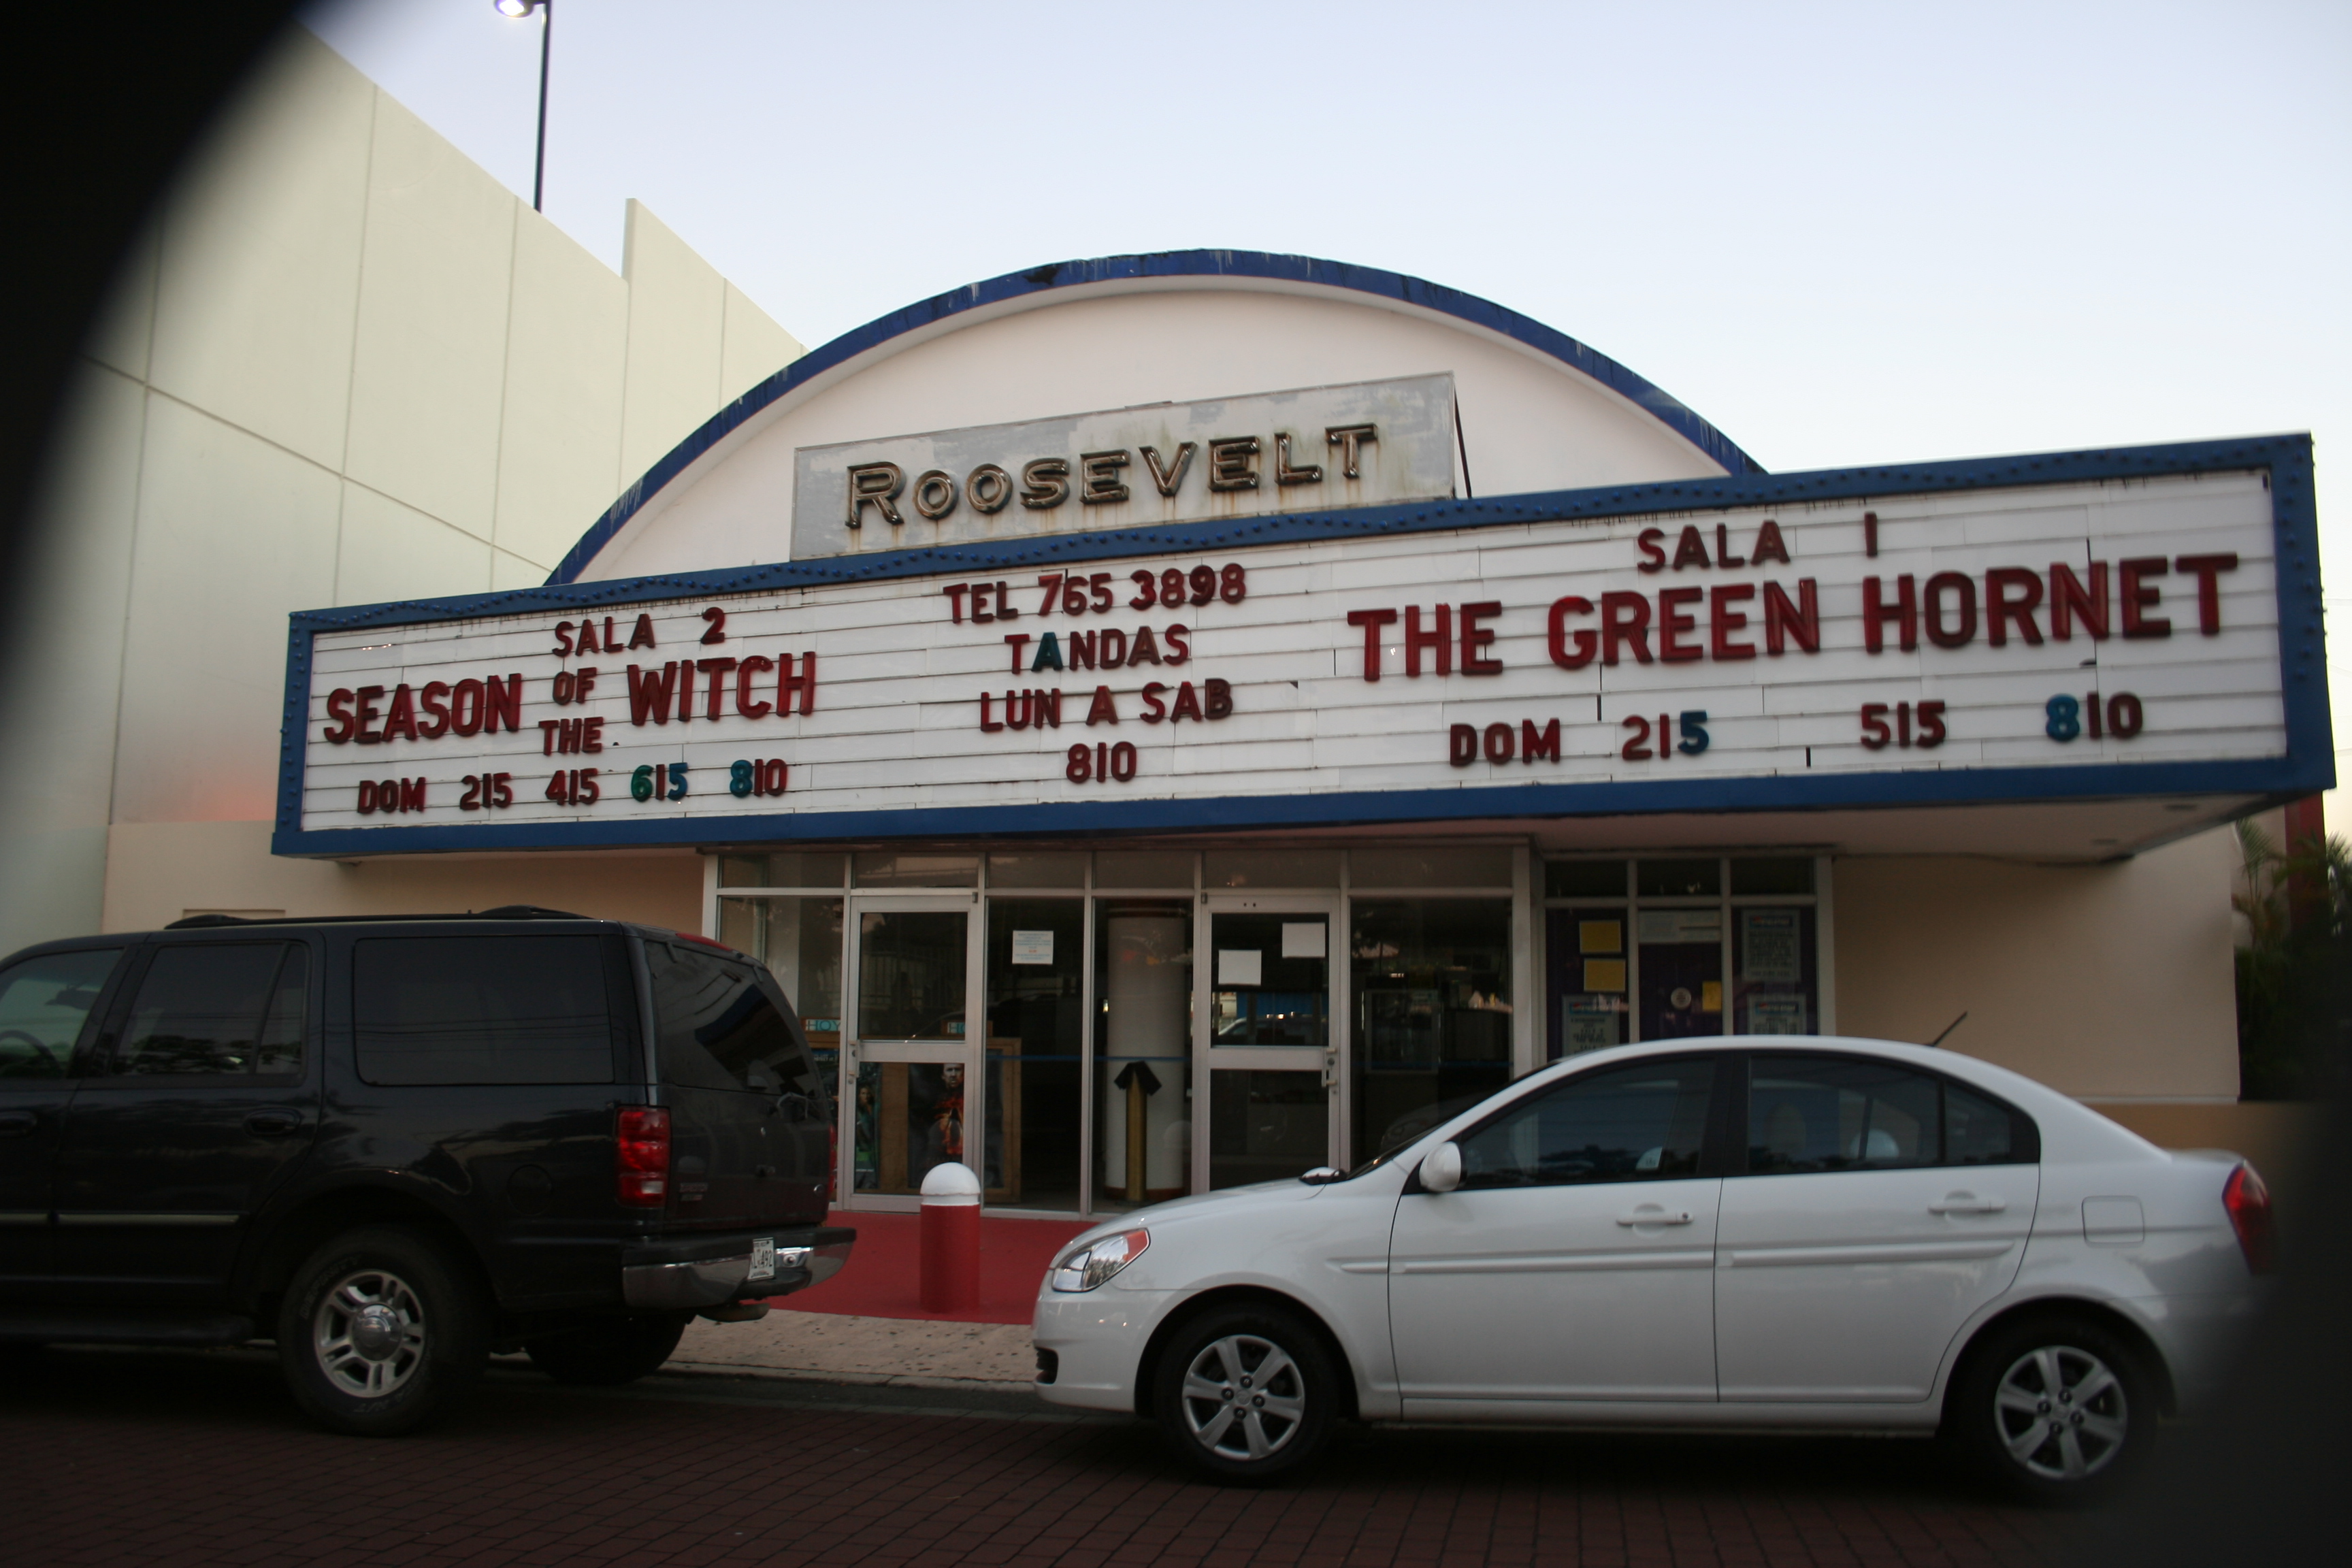 ROOSEVELT
SALA 2
SEASON OF THE WITCH
DOM 215 415 615 810
TEL 765 3898
TANDAS
LUN A SAB
810
SALA 1
THE GREEN HORNET
DOM 215 515 810